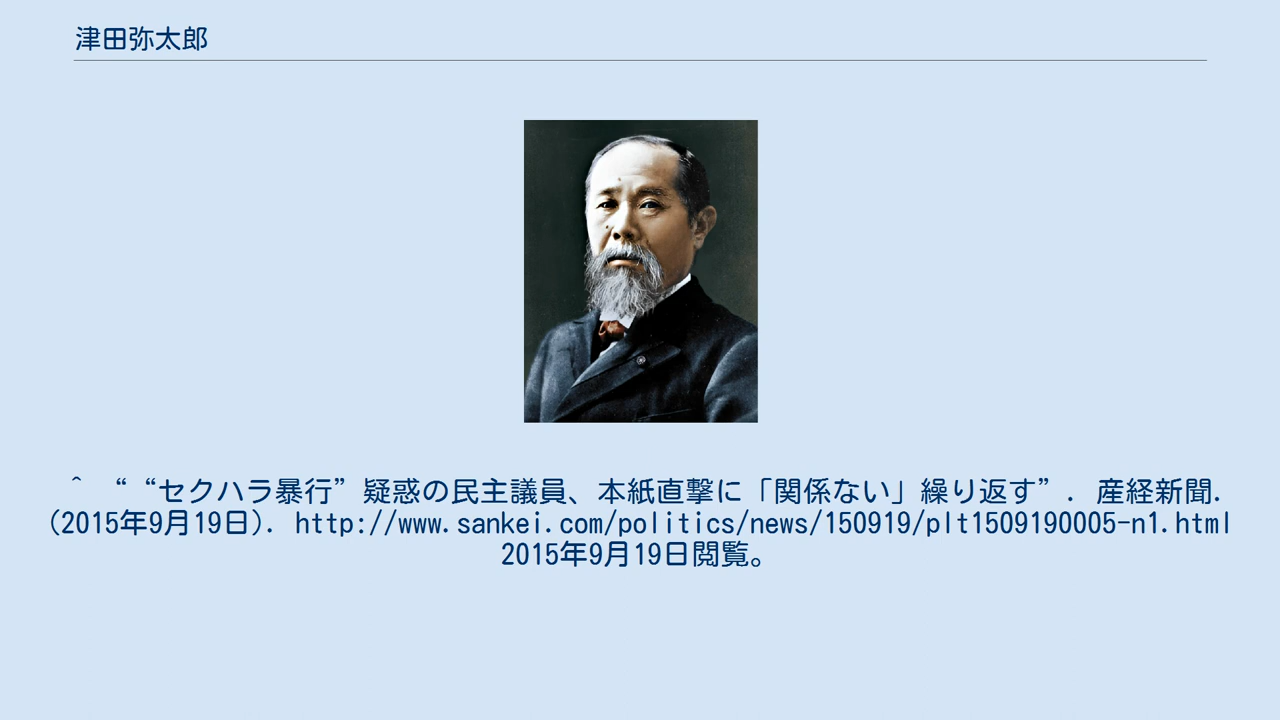 津田弥太郎
^ ““セクハラ暴行”疑惑の民主議員、本紙直撃に「関係ない」繰り返す”. 産経新聞.
(2015年9月19日). http://www.sankei.com/politics/news/150919/plt1509190005-n1.html
2015年9月19日閲覧。